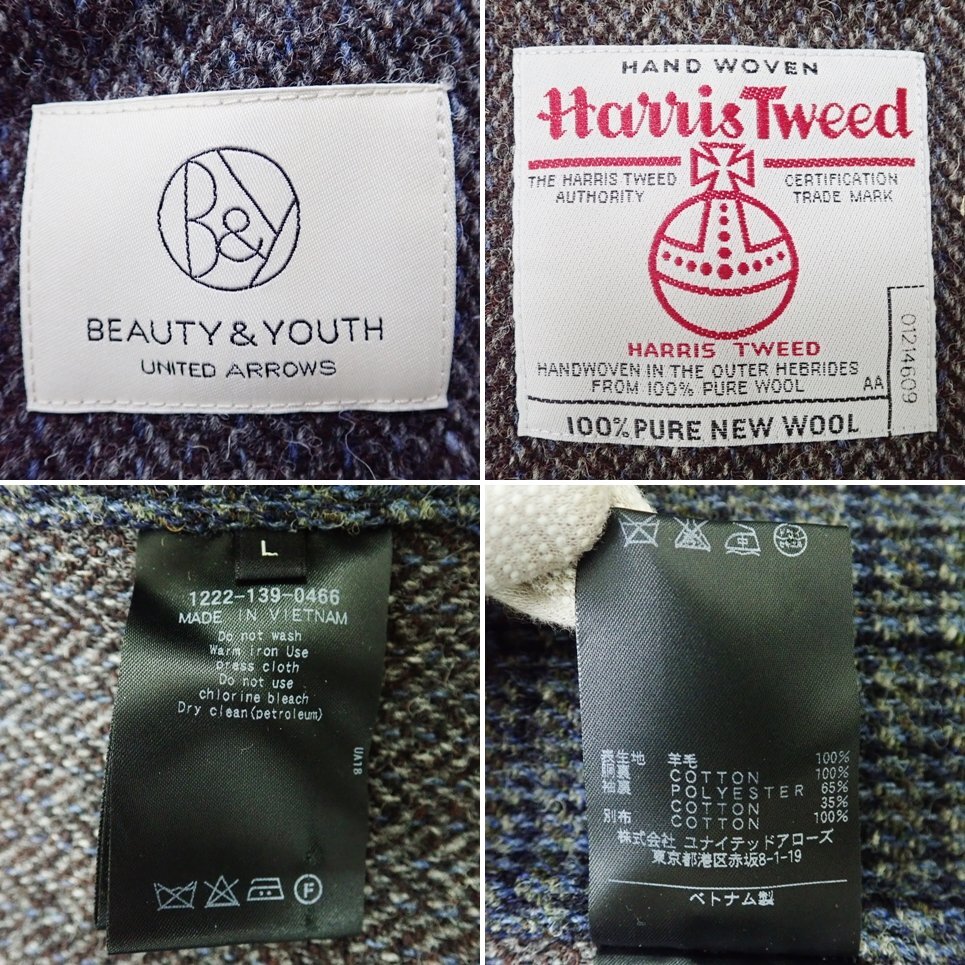 B&Y
BEAUTY & YOUTH
UNITED ARROWS
HAND WOVEN
Harris Tweed
THE HARRIS TWEED CERTIFICATION
AUTHORITY TRADE MARK
HARRIS TWEED
HANDWOVEN IN THE OUTER HEBRIDES
FROM 100% PURE WOOL AA
01214609
100% PURE NEW WOOL
L
1222-139-0466
MADE IN VIETNAM
Do not wash
Warm iron Use
press cloth
Do not use
chlorine bleach
Dry clean(petroleum)
UA18
F
中
表生地 羊毛 100%
胴裏 COTTON 100%
袖裏 POLYESTER 65%
COTTON 35%
別布 COTTON 100%
株式会社 ユナイテッドアローズ
東京都港区赤坂8-1-19
ベトナム製